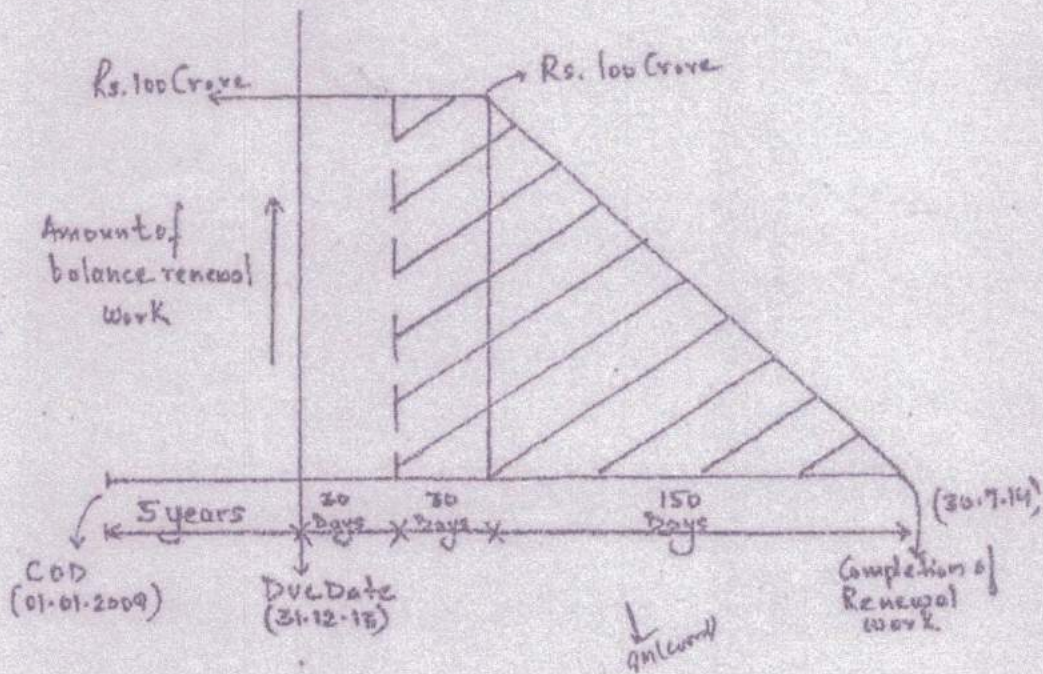 Rs. 100 Crore
Rs. 100 Crore
Amount of
balance renewal
work
5 years
30
Days
30
Days
150
Days
(30.7.14)
COD
(01.01.2009)
Due Date
(31.12.13)
Completion of
Renewal
work.